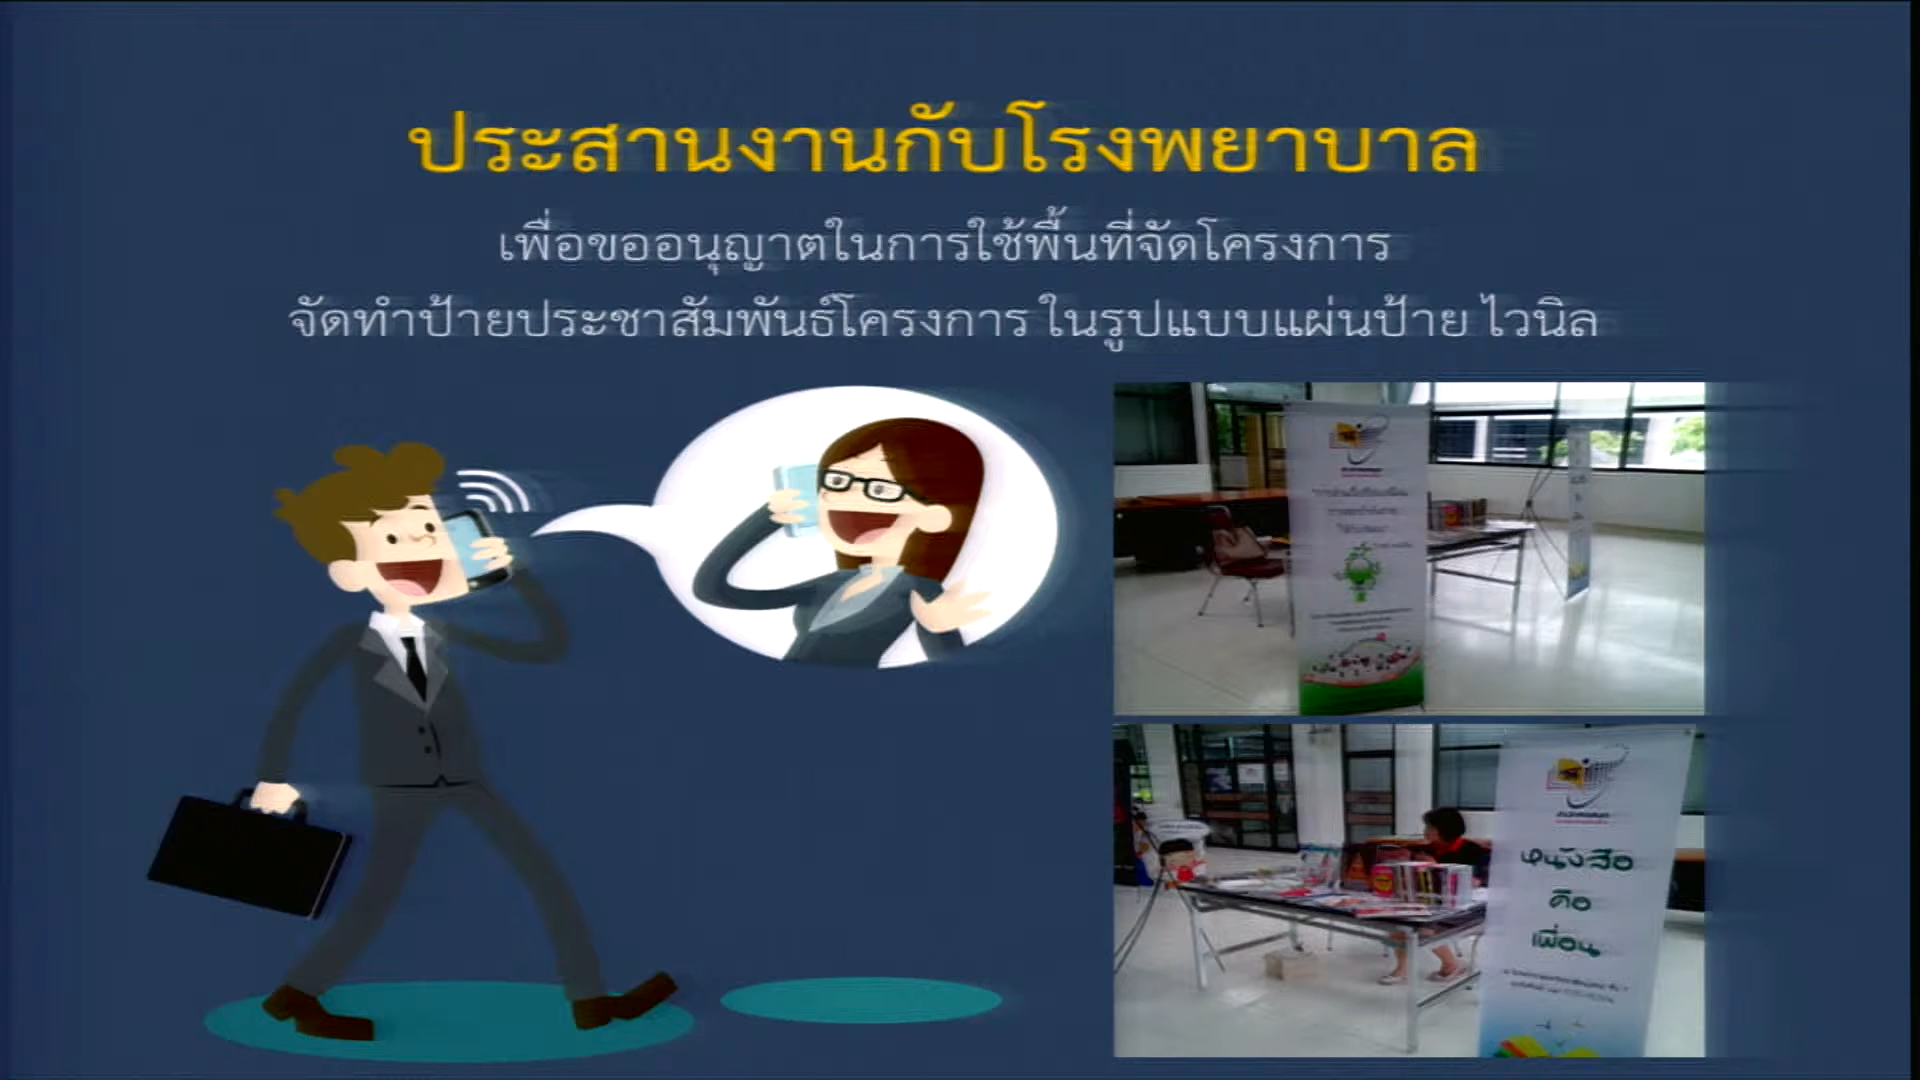 ประสานงานกับโรงพยาบาล
เพื่อขออนุญาตในการใช้พื้นที่จัดโครงการ
จัดทำป้ายประชาสัมพันธ์โครงการ ในรูปแบบแผ่นป้าย ไวนิล
หนังสือ
คือ
เพื่อน